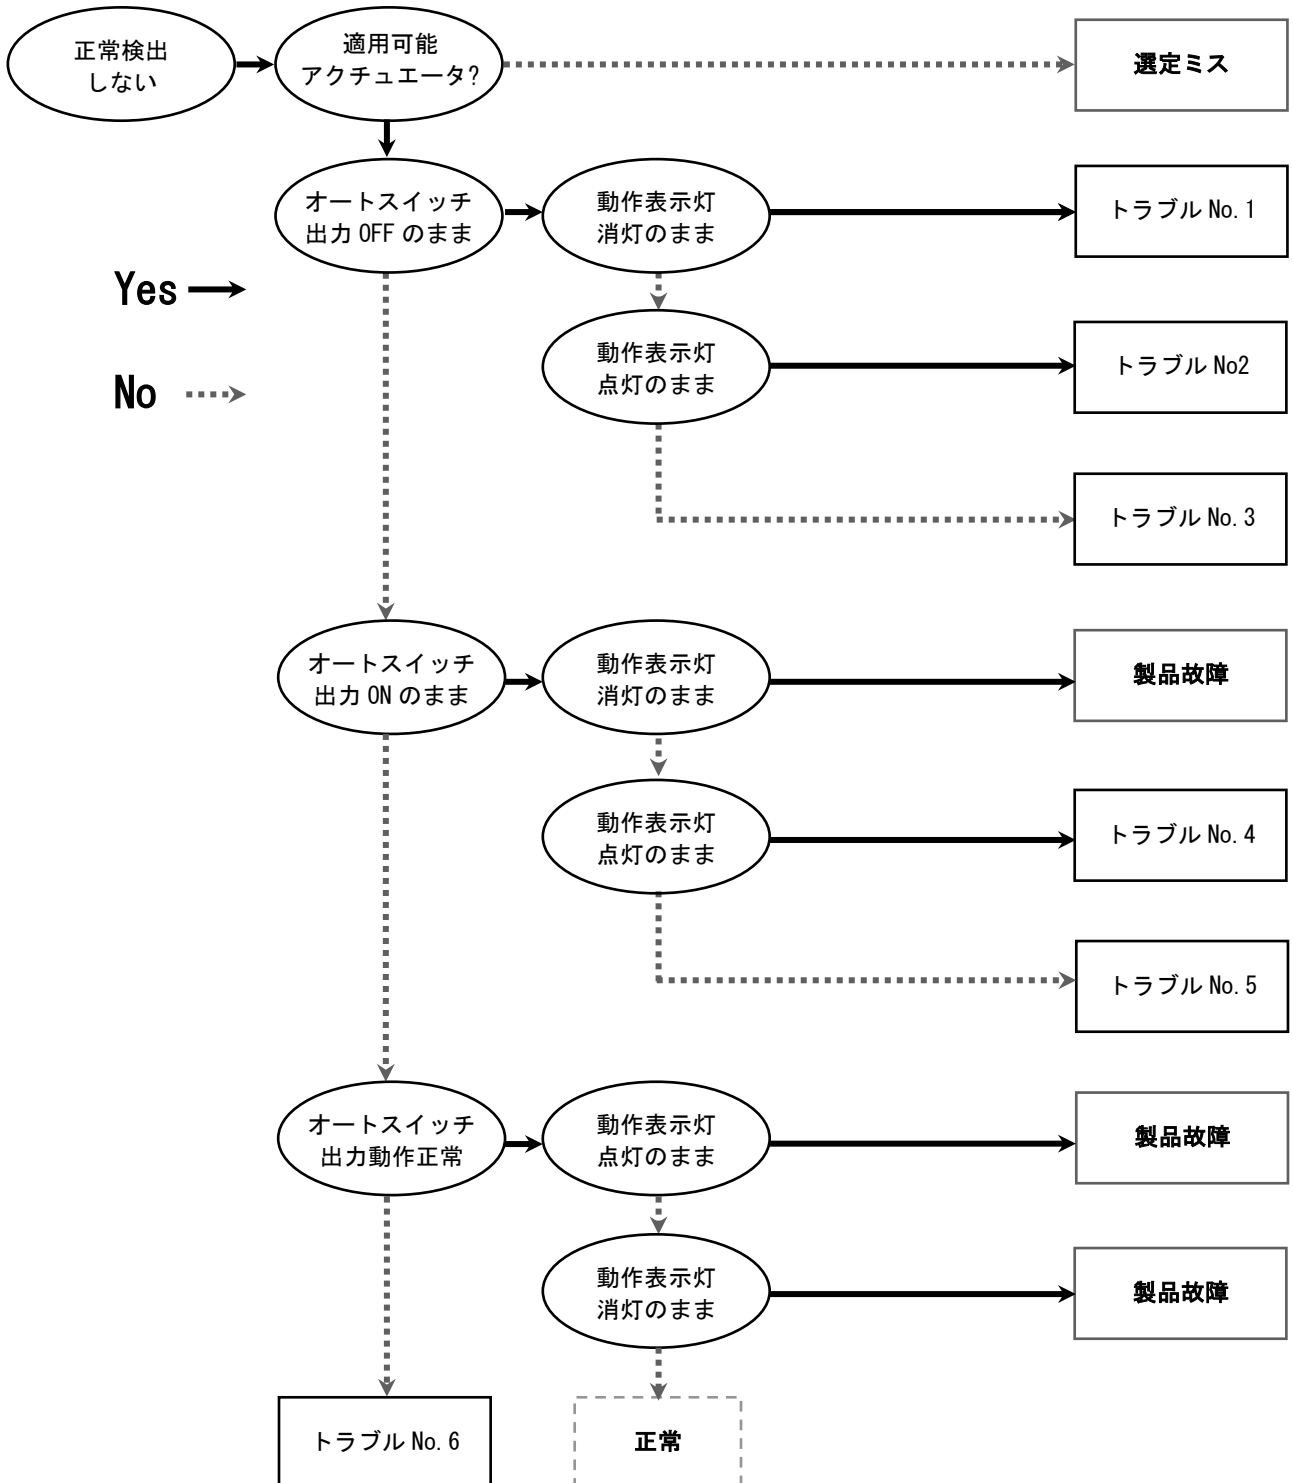 正常検出
しない
適用可能
アクチュエータ?
選定ミス
オートスイッチ
出力 OFF のまま
動作表示灯
消灯のまま
トラブル No. 1
Yes
動作表示灯
点灯のまま
トラブル No2
No
トラブル No. 3
オートスイッチ
出力 ON のまま
動作表示灯
消灯のまま
製品故障
動作表示灯
点灯のまま
トラブル No. 4
トラブル No. 5
オートスイッチ
出力動作正常
動作表示灯
点灯のまま
製品故障
動作表示灯
消灯のまま
製品故障
トラブル No. 6
正常